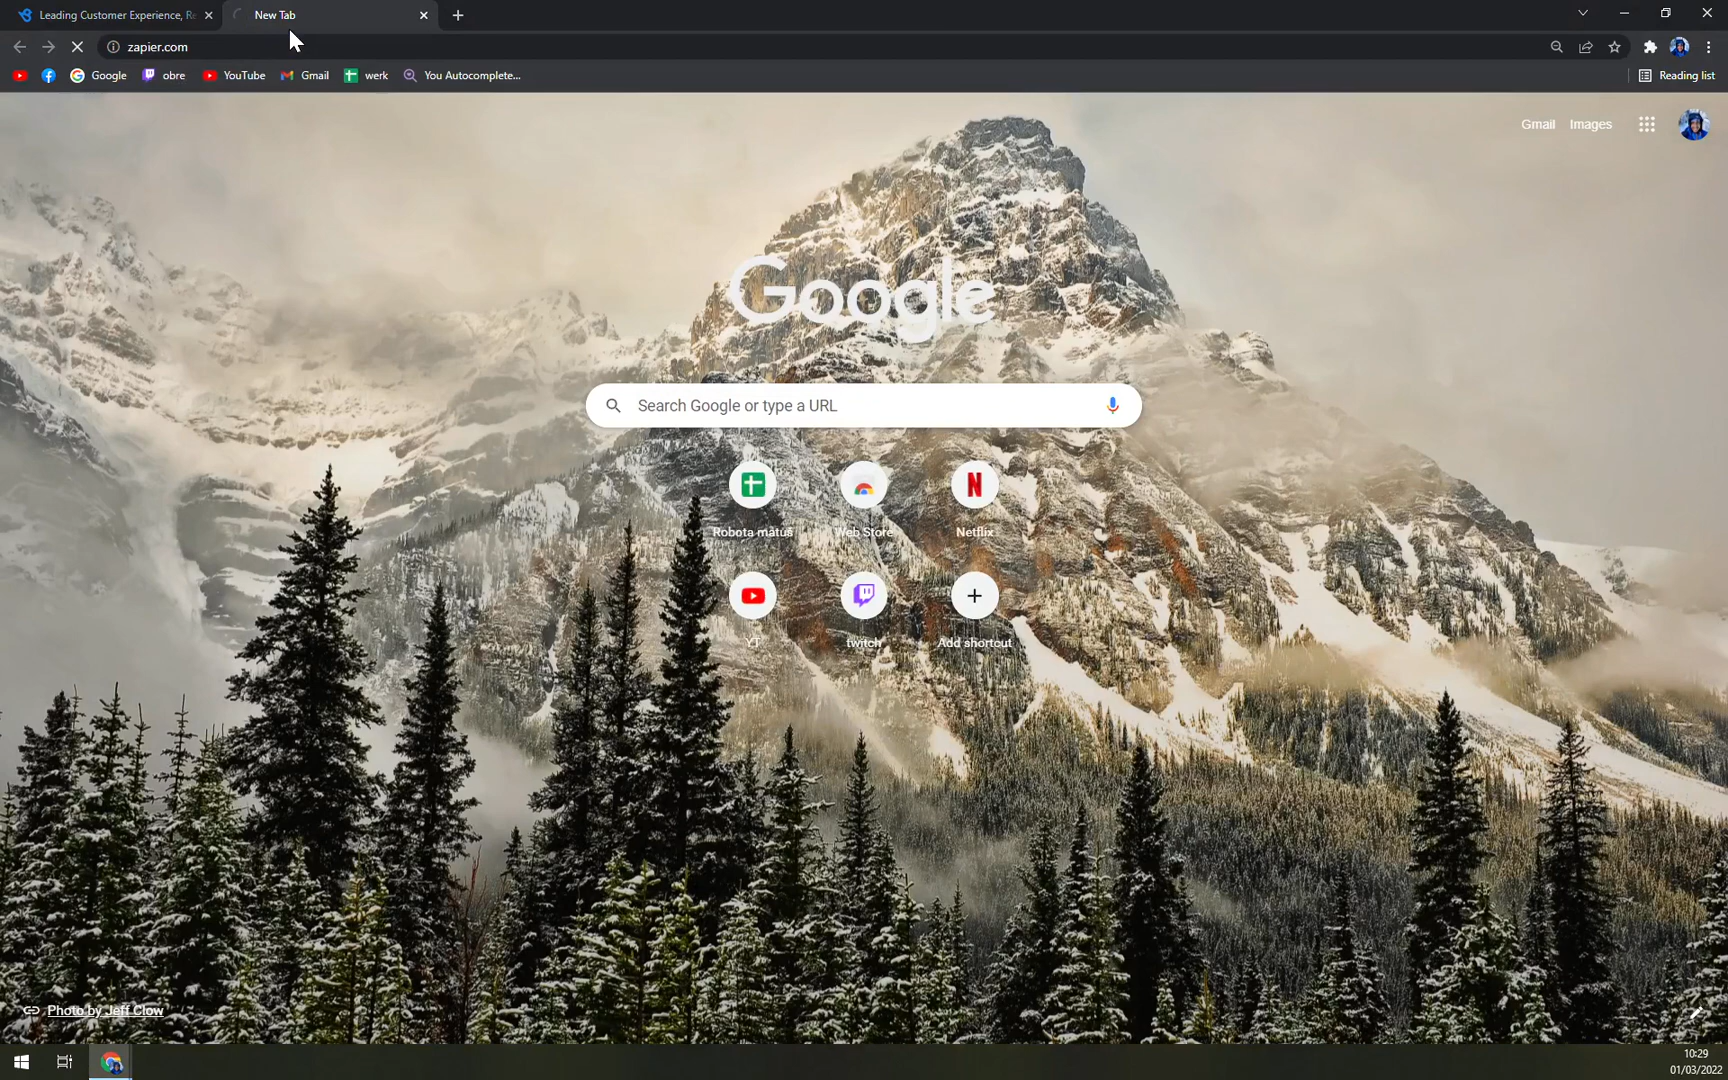 Leading Customer Experience, Re
New Tab
zapier.com
Google
obre
YouTube
Gmail
werk
You Autocomplete...
Reading list
Gmail
Images
Google
Search Google or type a URL
Robota matúš
Web Store
Netflix
YT
twitch
Add shortcut
Photo by Jeff Clow
10:29
01/03/2022